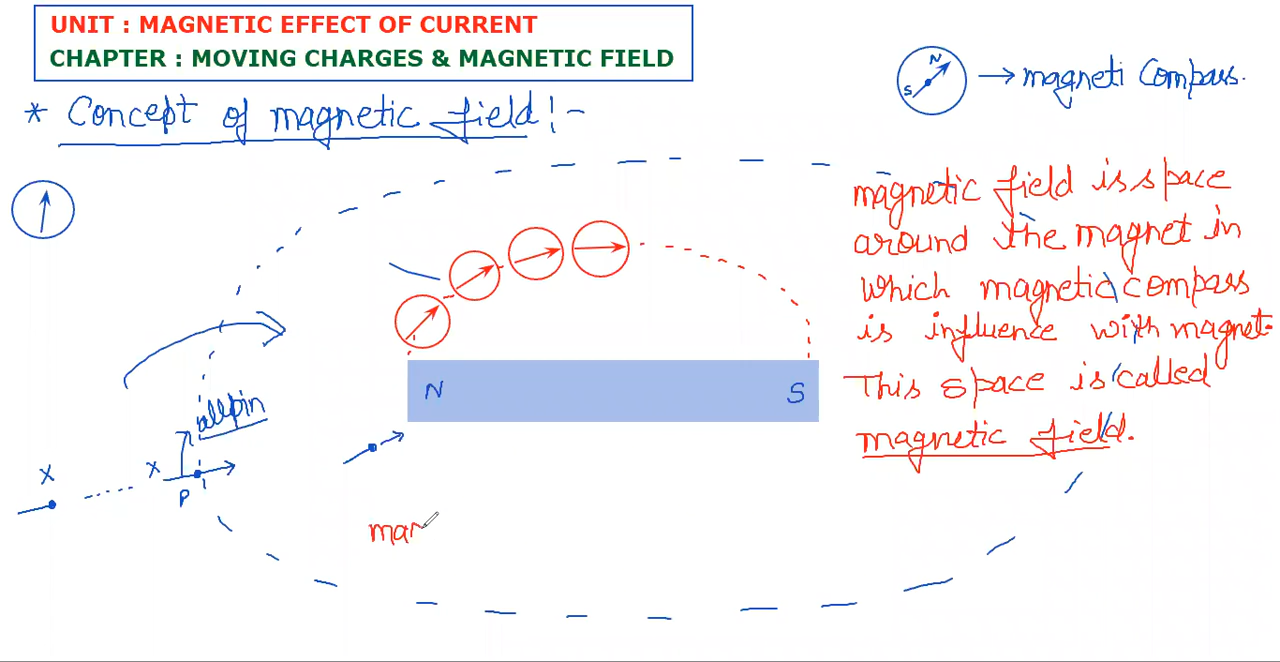 UNIT : MAGNETIC EFFECT OF CURRENT
CHAPTER : MOVING CHARGES & MAGNETIC FIELD
* Concept of magnetic field :-
N
S
→ magneti Compass.
magnetic field is space
around the magnet in
which magnetic compass
is influence with magnet.
This space is called
magnetic field.
N
S
allpin
X
X
P
mar